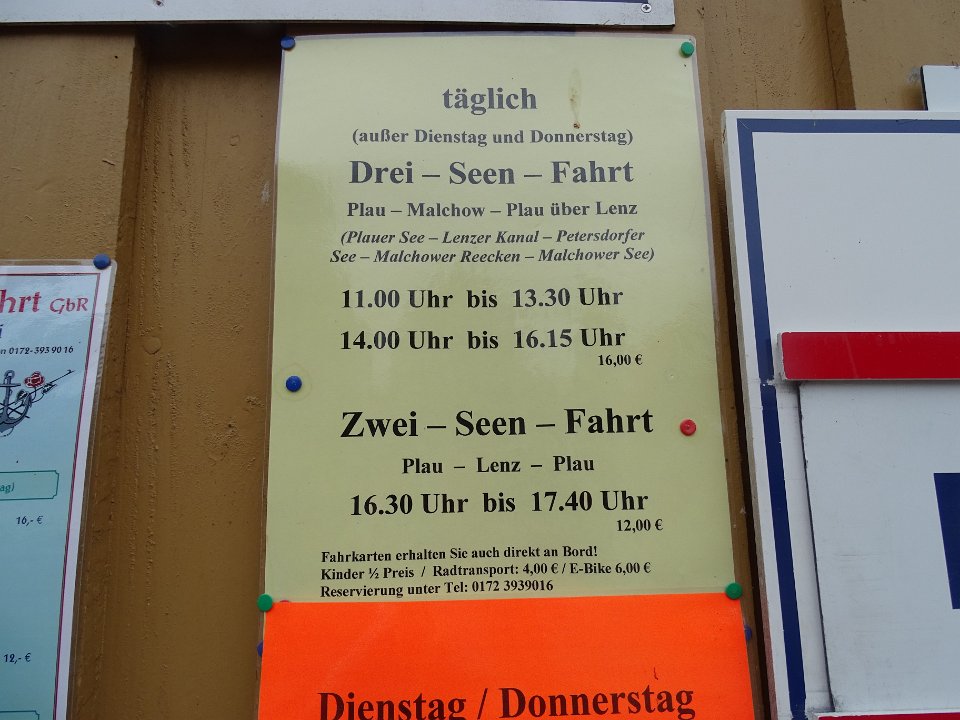 täglich
(außer Dienstag und Donnerstag)
Drei – Seen – Fahrt
Plau – Malchow – Plau über Lenz
(Plauer See – Lenzer Kanal – Petersdorfer
See – Malchower Reecken – Malchower See)
11.00 Uhr bis 13.30 Uhr
14.00 Uhr bis 16.15 Uhr
16,00 €
Zwei – Seen – Fahrt
Plau – Lenz – Plau
16.30 Uhr bis 17.40 Uhr
12,00 €
Fahrkarten erhalten Sie auch direkt an Bord!
Kinder ½ Preis / Radtransport: 4,00 € / E-Bike 6,00 €
Reservierung unter Tel: 0172 3939016
Dienstag / Donnerstag
hrt GbR
i
n 0172-393 90 16
ag)
16,- €
12,- €